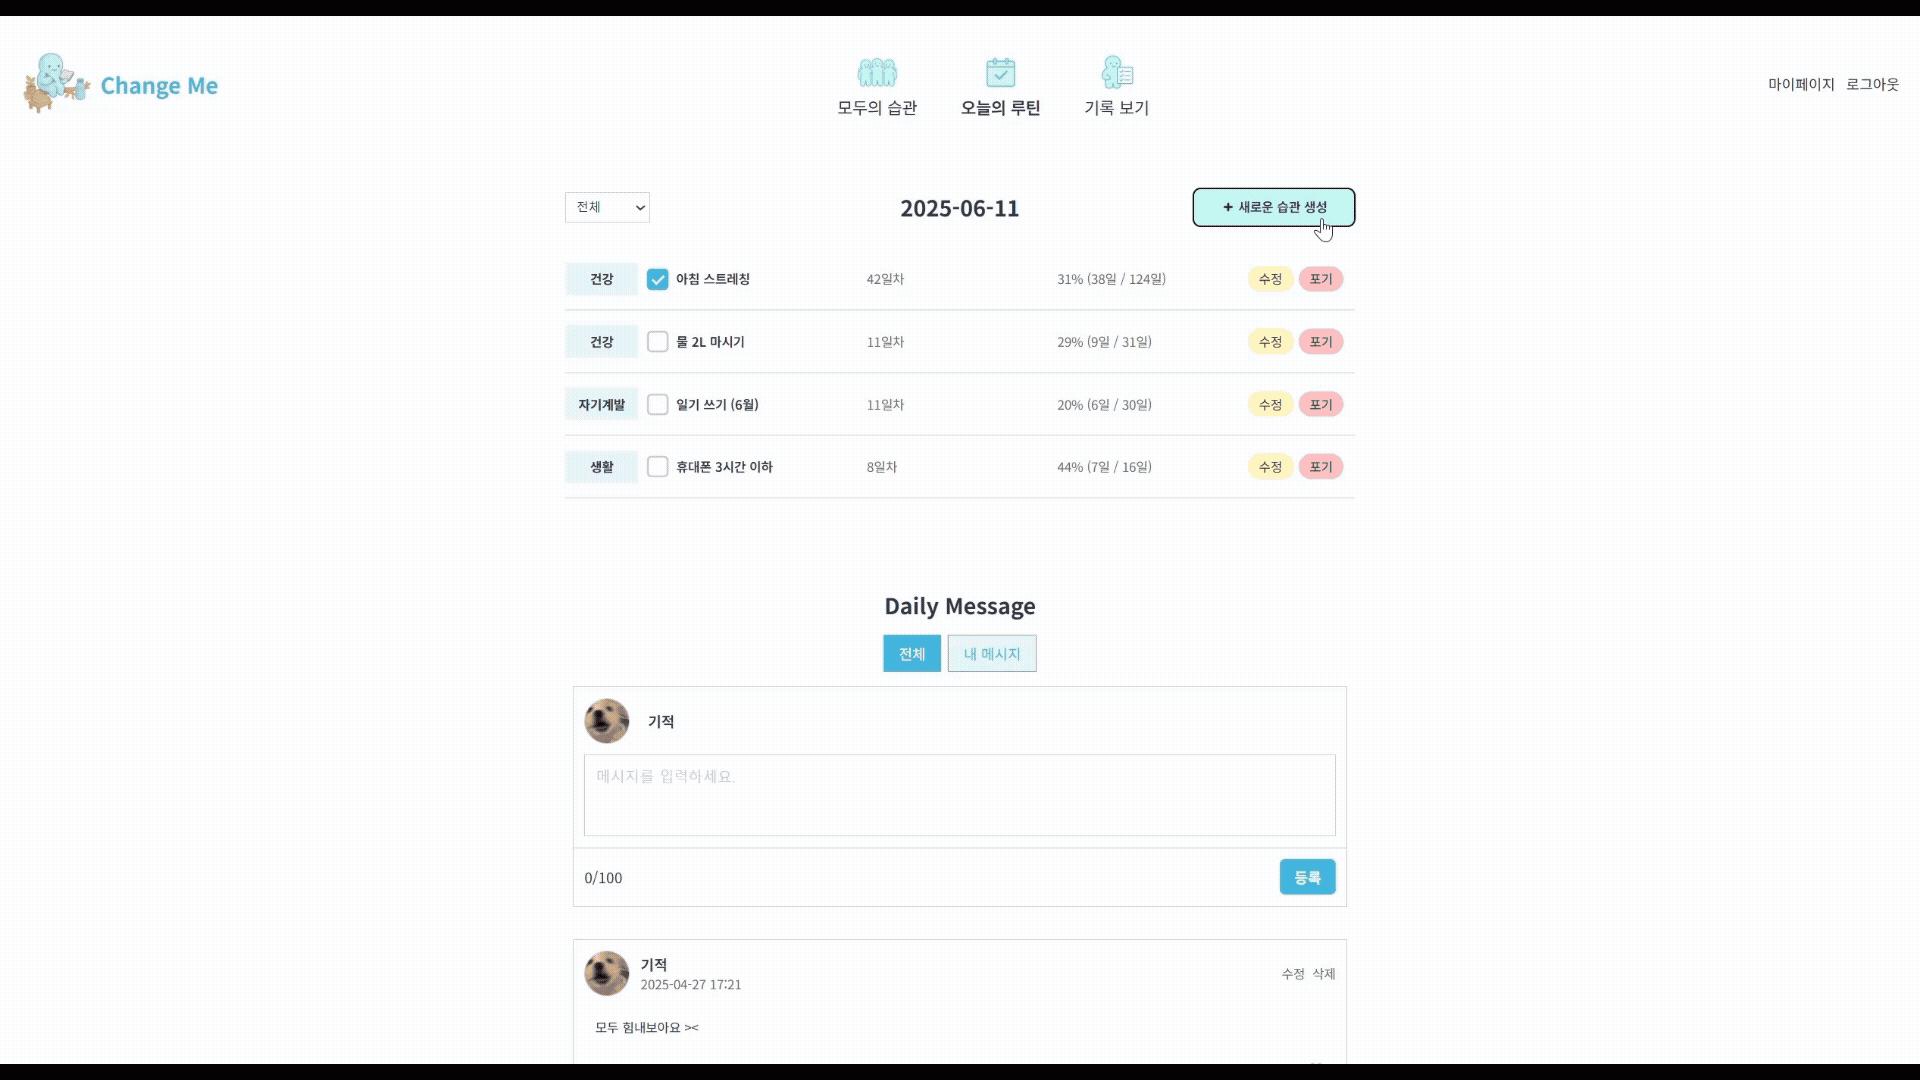 Change Me
모두의 습관
오늘의 루틴
기록 보기
마이페이지 로그아웃
전체
2025-06-11
+ 새로운 습관 생성
건강 아침 스트레칭 42일차 31% (38일 / 124일) 수정 포기
건강 물 2L 마시기 11일차 29% (9일 / 31일) 수정 포기
자기계발 일기 쓰기 (6월) 11일차 20% (6일 / 30일) 수정 포기
생활 휴대폰 3시간 이하 8일차 44% (7일 / 16일) 수정 포기
Daily Message
전체 내 메시지
기적
메시지를 입력하세요.
0/100 등록
기적
2025-04-27 17:21
수정 삭제
모두 힘내보아요 ><